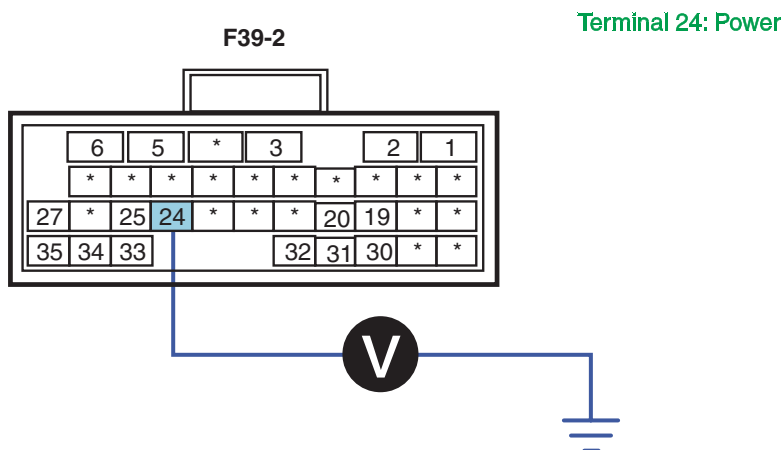 Terminal 24: Power
F39-2
6 5 * 3 2 1
* * * * * * * * * *
27 * 25 24 * * * 20 19 * *
35 34 33 32 31 30 * *
V